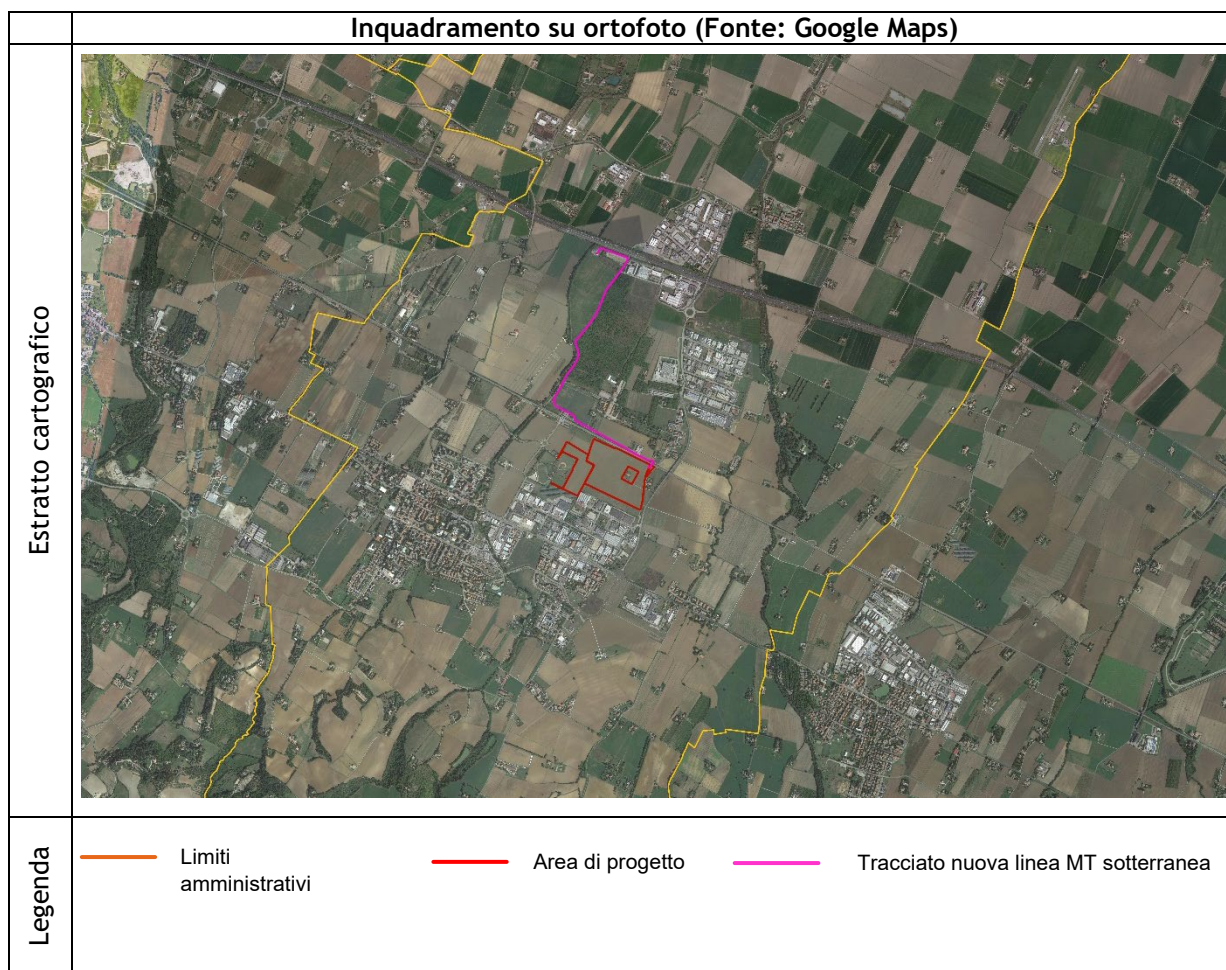 Inquadramento su ortofoto (Fonte: Google Maps)
Estratto cartografico
Legenda
Limiti
amministrativi
Area di progetto
Tracciato nuova linea MT sotterranea